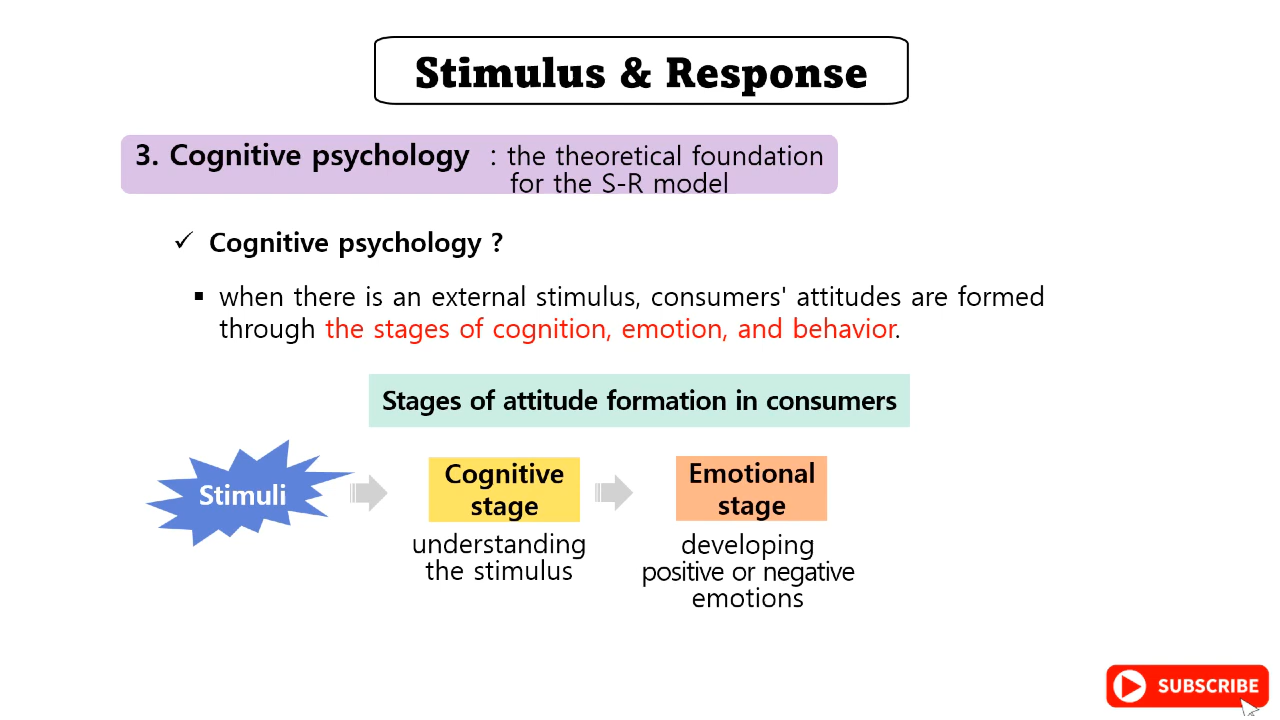 Stimulus & Response
3. Cognitive psychology : the theoretical foundation
for the S-R model
✓ Cognitive psychology ?
▪ when there is an external stimulus, consumers' attitudes are formed
through the stages of cognition, emotion, and behavior.
Stages of attitude formation in consumers
Stimuli
Cognitive
stage
understanding
the stimulus
Emotional
stage
developing
positive or negative
emotions
SUBSCRIBE